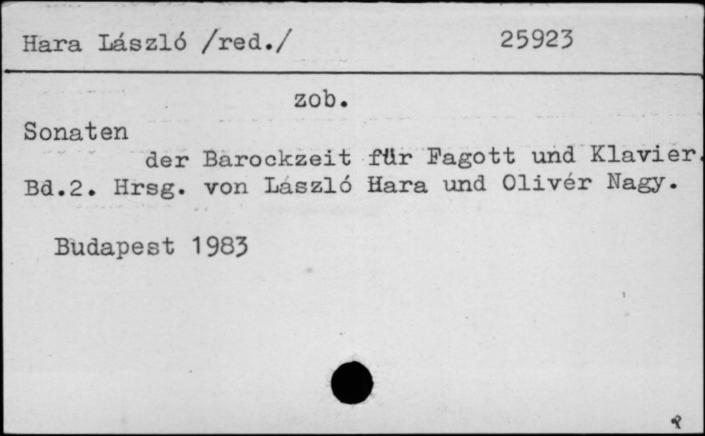 Hara László /red./ 25923
zob.
Sonaten
der Barockzeit für Fagott und Klavier.
Bd.2. Hrsg. von László Hara und Olivér Nagy.
Budapest 1983